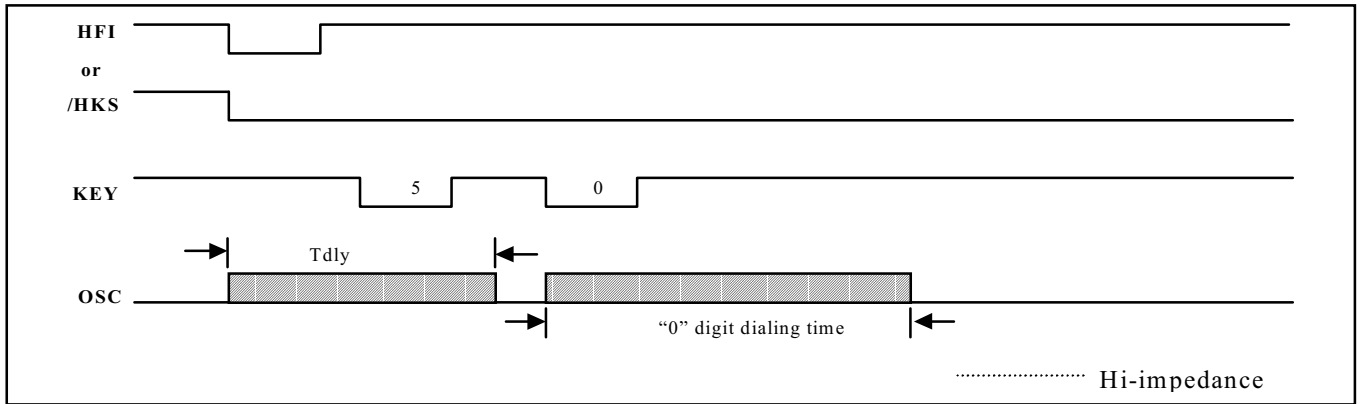 HFI
or
/HKS
KEY
5
0
Tdly
OSC
“0” digit dialing time
Hi-impedance